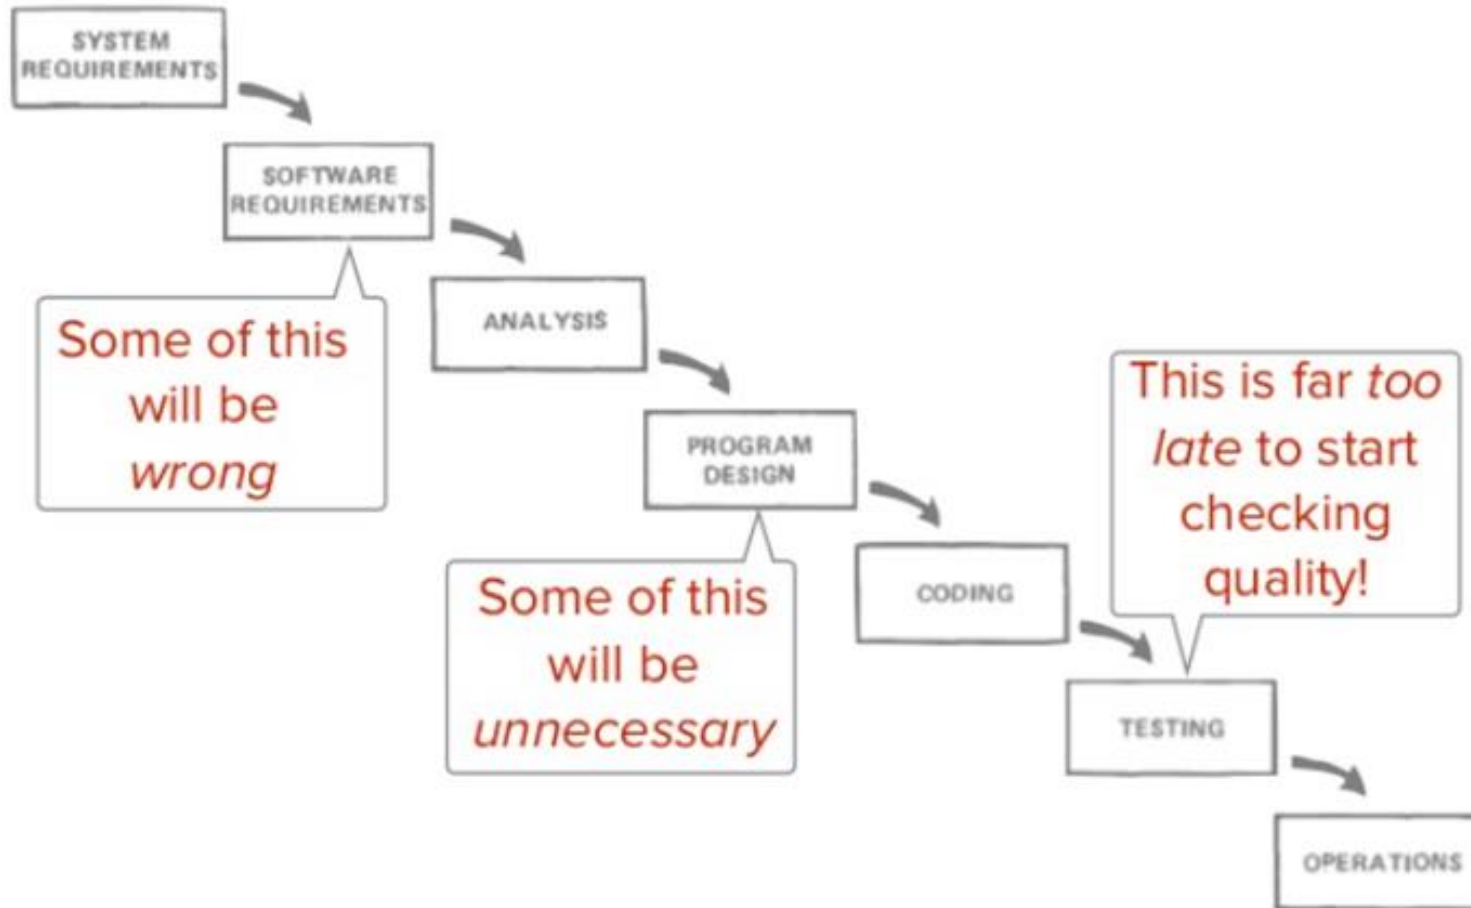 SYSTEM
REQUIREMENTS
SOFTWARE
REQUIREMENTS
Some of this
will be
wrong
ANALYSIS
PROGRAM
DESIGN
Some of this
will be
unnecessary
CODING
This is far too
late to start
checking
quality!
TESTING
OPERATIONS